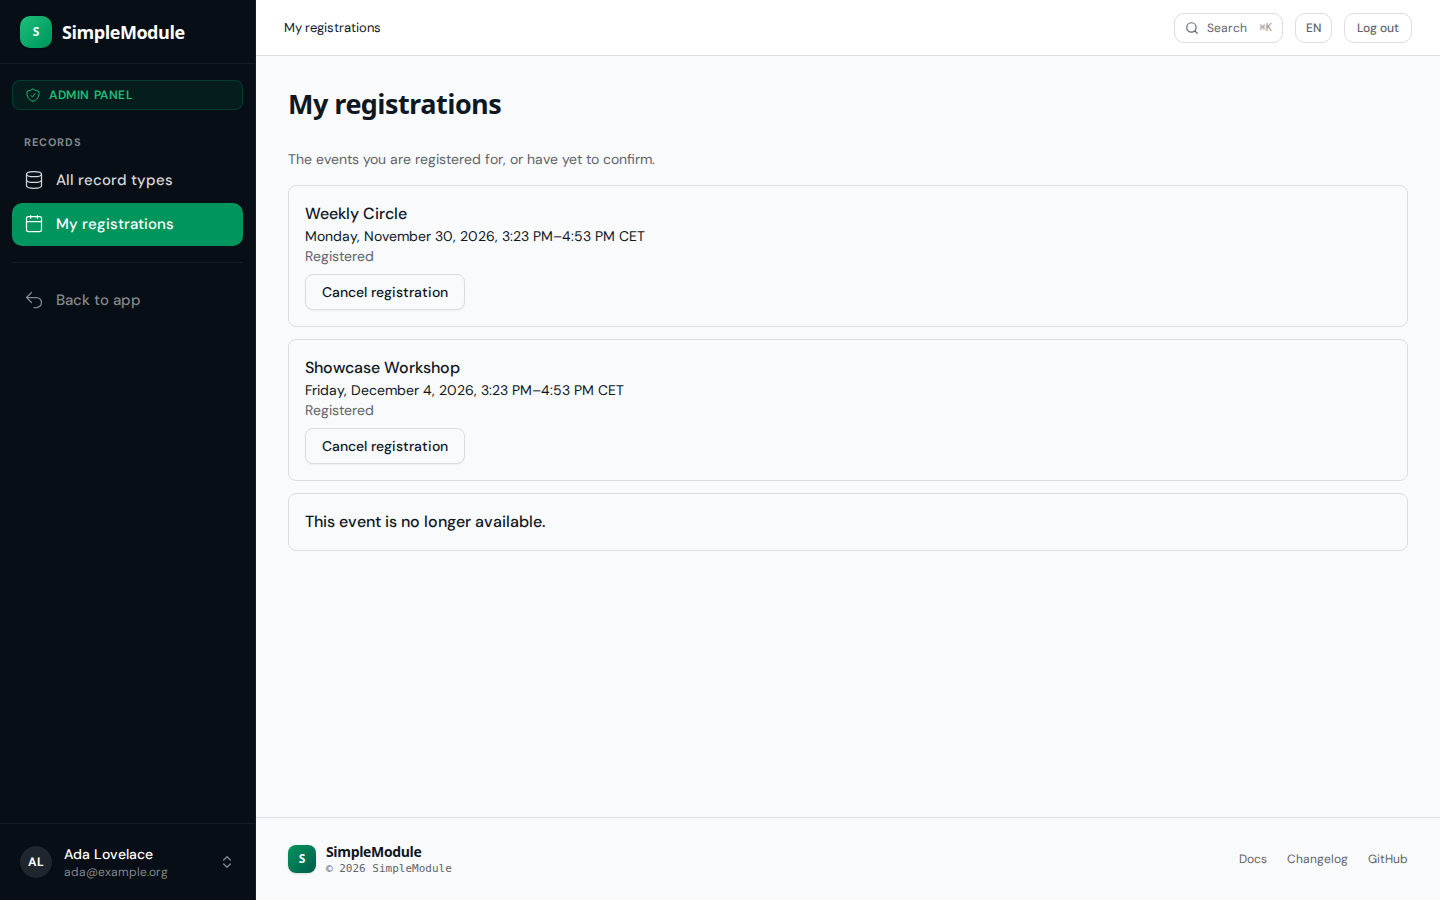 S SimpleModule
ADMIN PANEL
RECORDS
All record types
My registrations
Back to app
AL Ada Lovelace
ada@example.org
My registrations
Search ⌘K
EN
Log out
My registrations
The events you are registered for, or have yet to confirm.
Weekly Circle
Monday, November 30, 2026, 3:23 PM–4:53 PM CET
Registered
Cancel registration
Showcase Workshop
Friday, December 4, 2026, 3:23 PM–4:53 PM CET
Registered
Cancel registration
This event is no longer available.
S SimpleModule
© 2026 SimpleModule
Docs Changelog GitHub